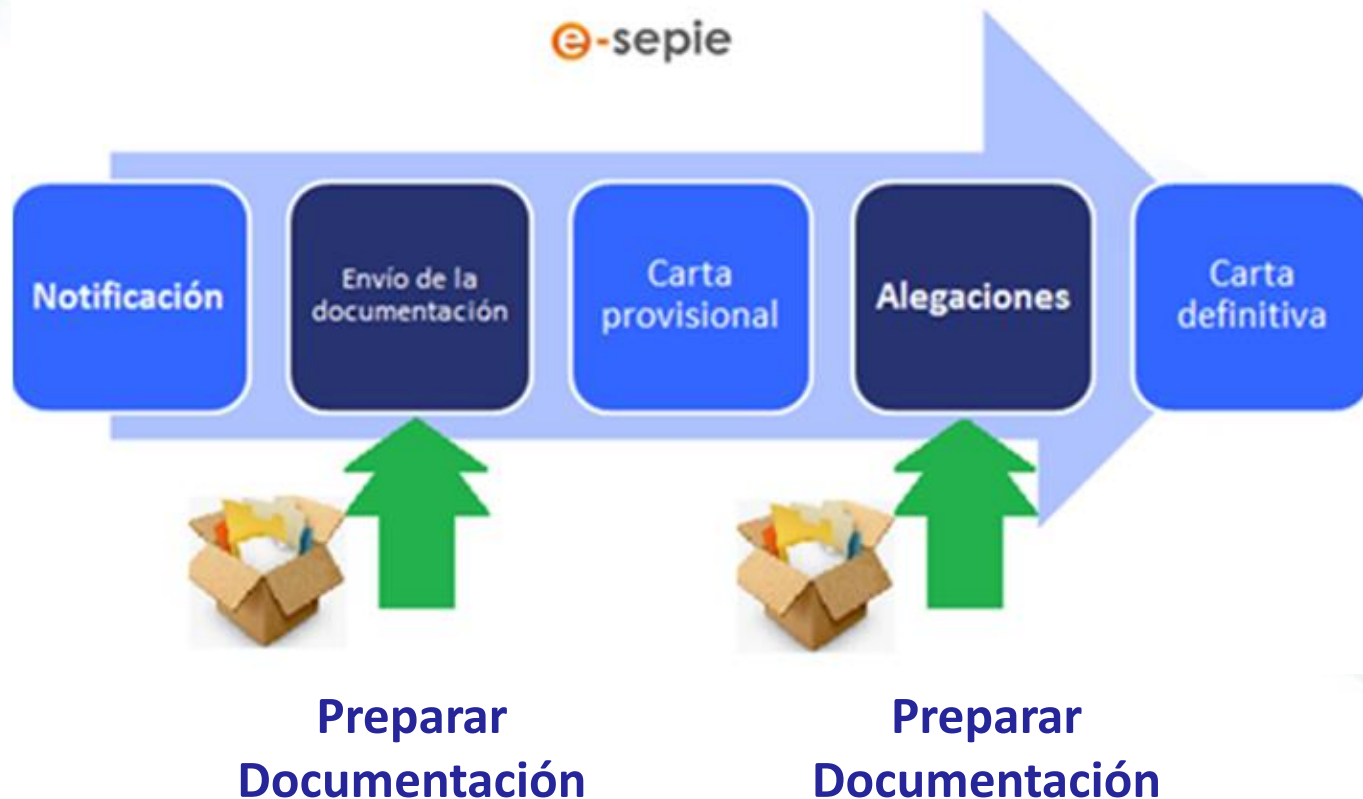 e-sepie
Notificación
Envío de la
documentación
Carta
provisional
Alegaciones
Carta
definitiva
Preparar
Documentación
Preparar
Documentación